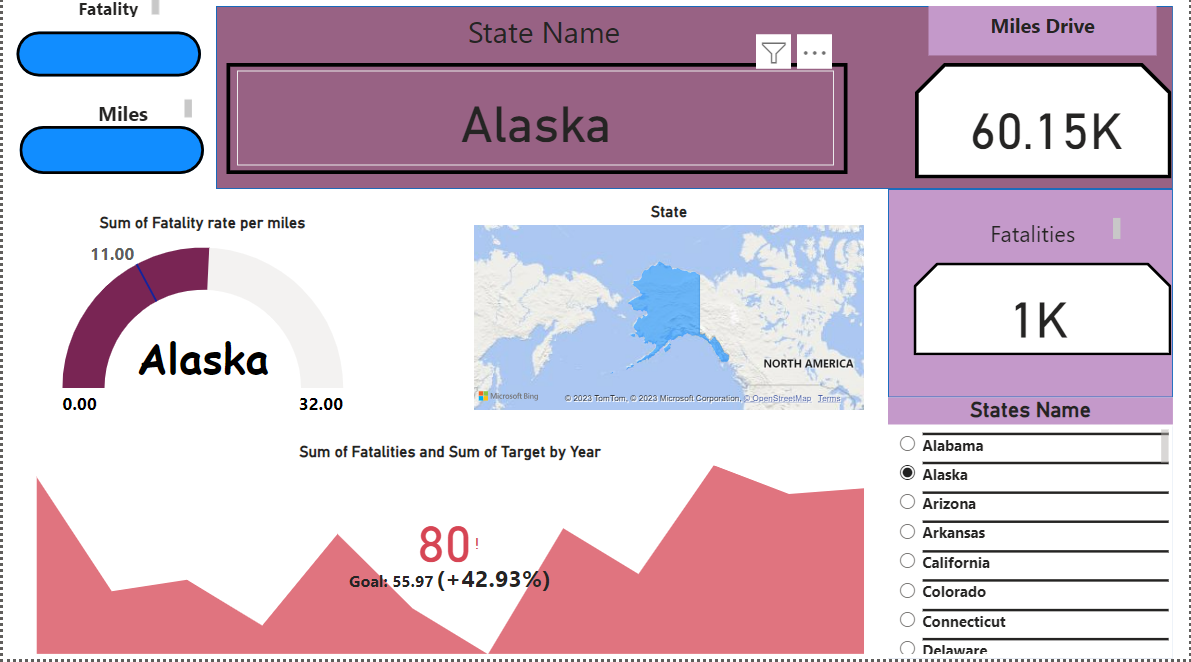 Fatality
Miles
State Name
Alaska
Miles Drive
60.15K
Sum of Fatality rate per miles
11.00
Alaska
0.00
32.00
State
NORTH AMERICA
Microsoft Bing
© 2023 TomTom, © 2023 Microsoft Corporation, © OpenStreetMap Terms
Fatalities
1K
Sum of Fatalities and Sum of Target by Year
80!
Goal: 55.97 (+42.93%)
States Name
Alabama
Alaska
Arizona
Arkansas
California
Colorado
Connecticut
Delaware